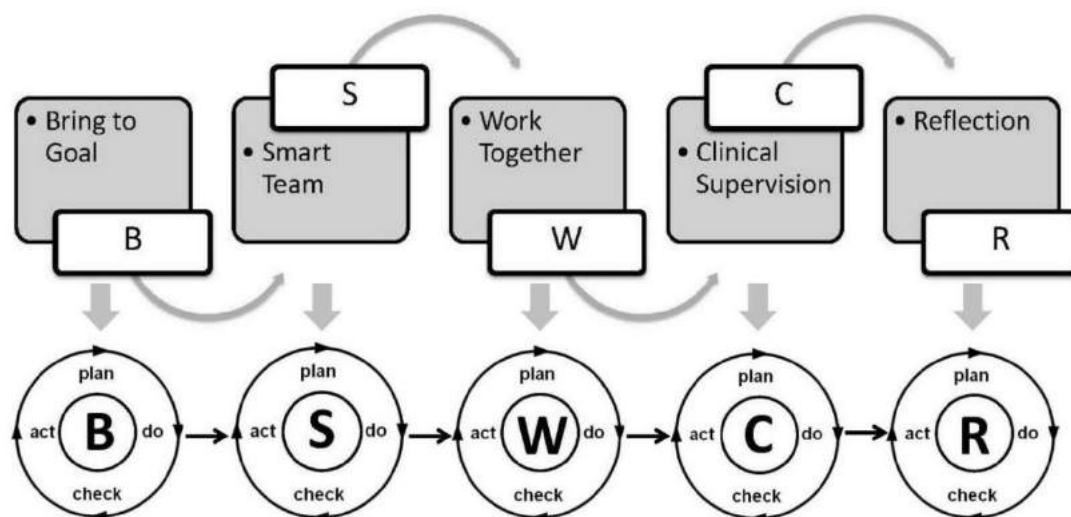 S
C
• Bring to
Goal
• Smart
Team
• Work
Together
• Clinical
Supervision
• Reflection
B
W
R
plan
act B do
check
plan
act S do
check
plan
act W do
check
plan
act C do
check
plan
act R do
check